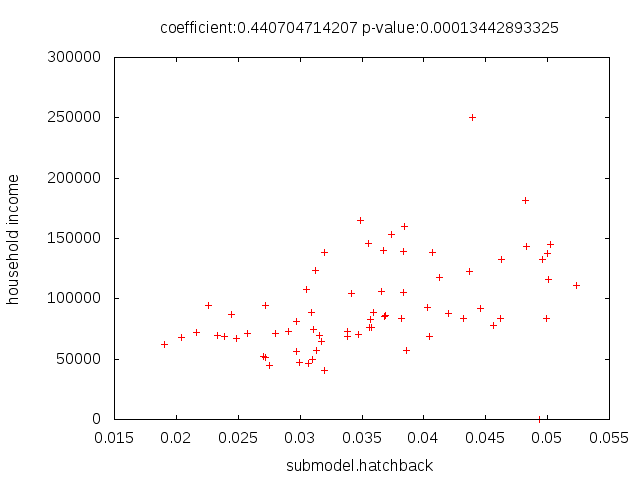 coefficient:0.440704714207 p-value:0.00013442893325
300000
250000
200000
150000
100000
50000
0
household income
0.015 0.02 0.025 0.03 0.035 0.04 0.045 0.05 0.055
submodel.hatchback